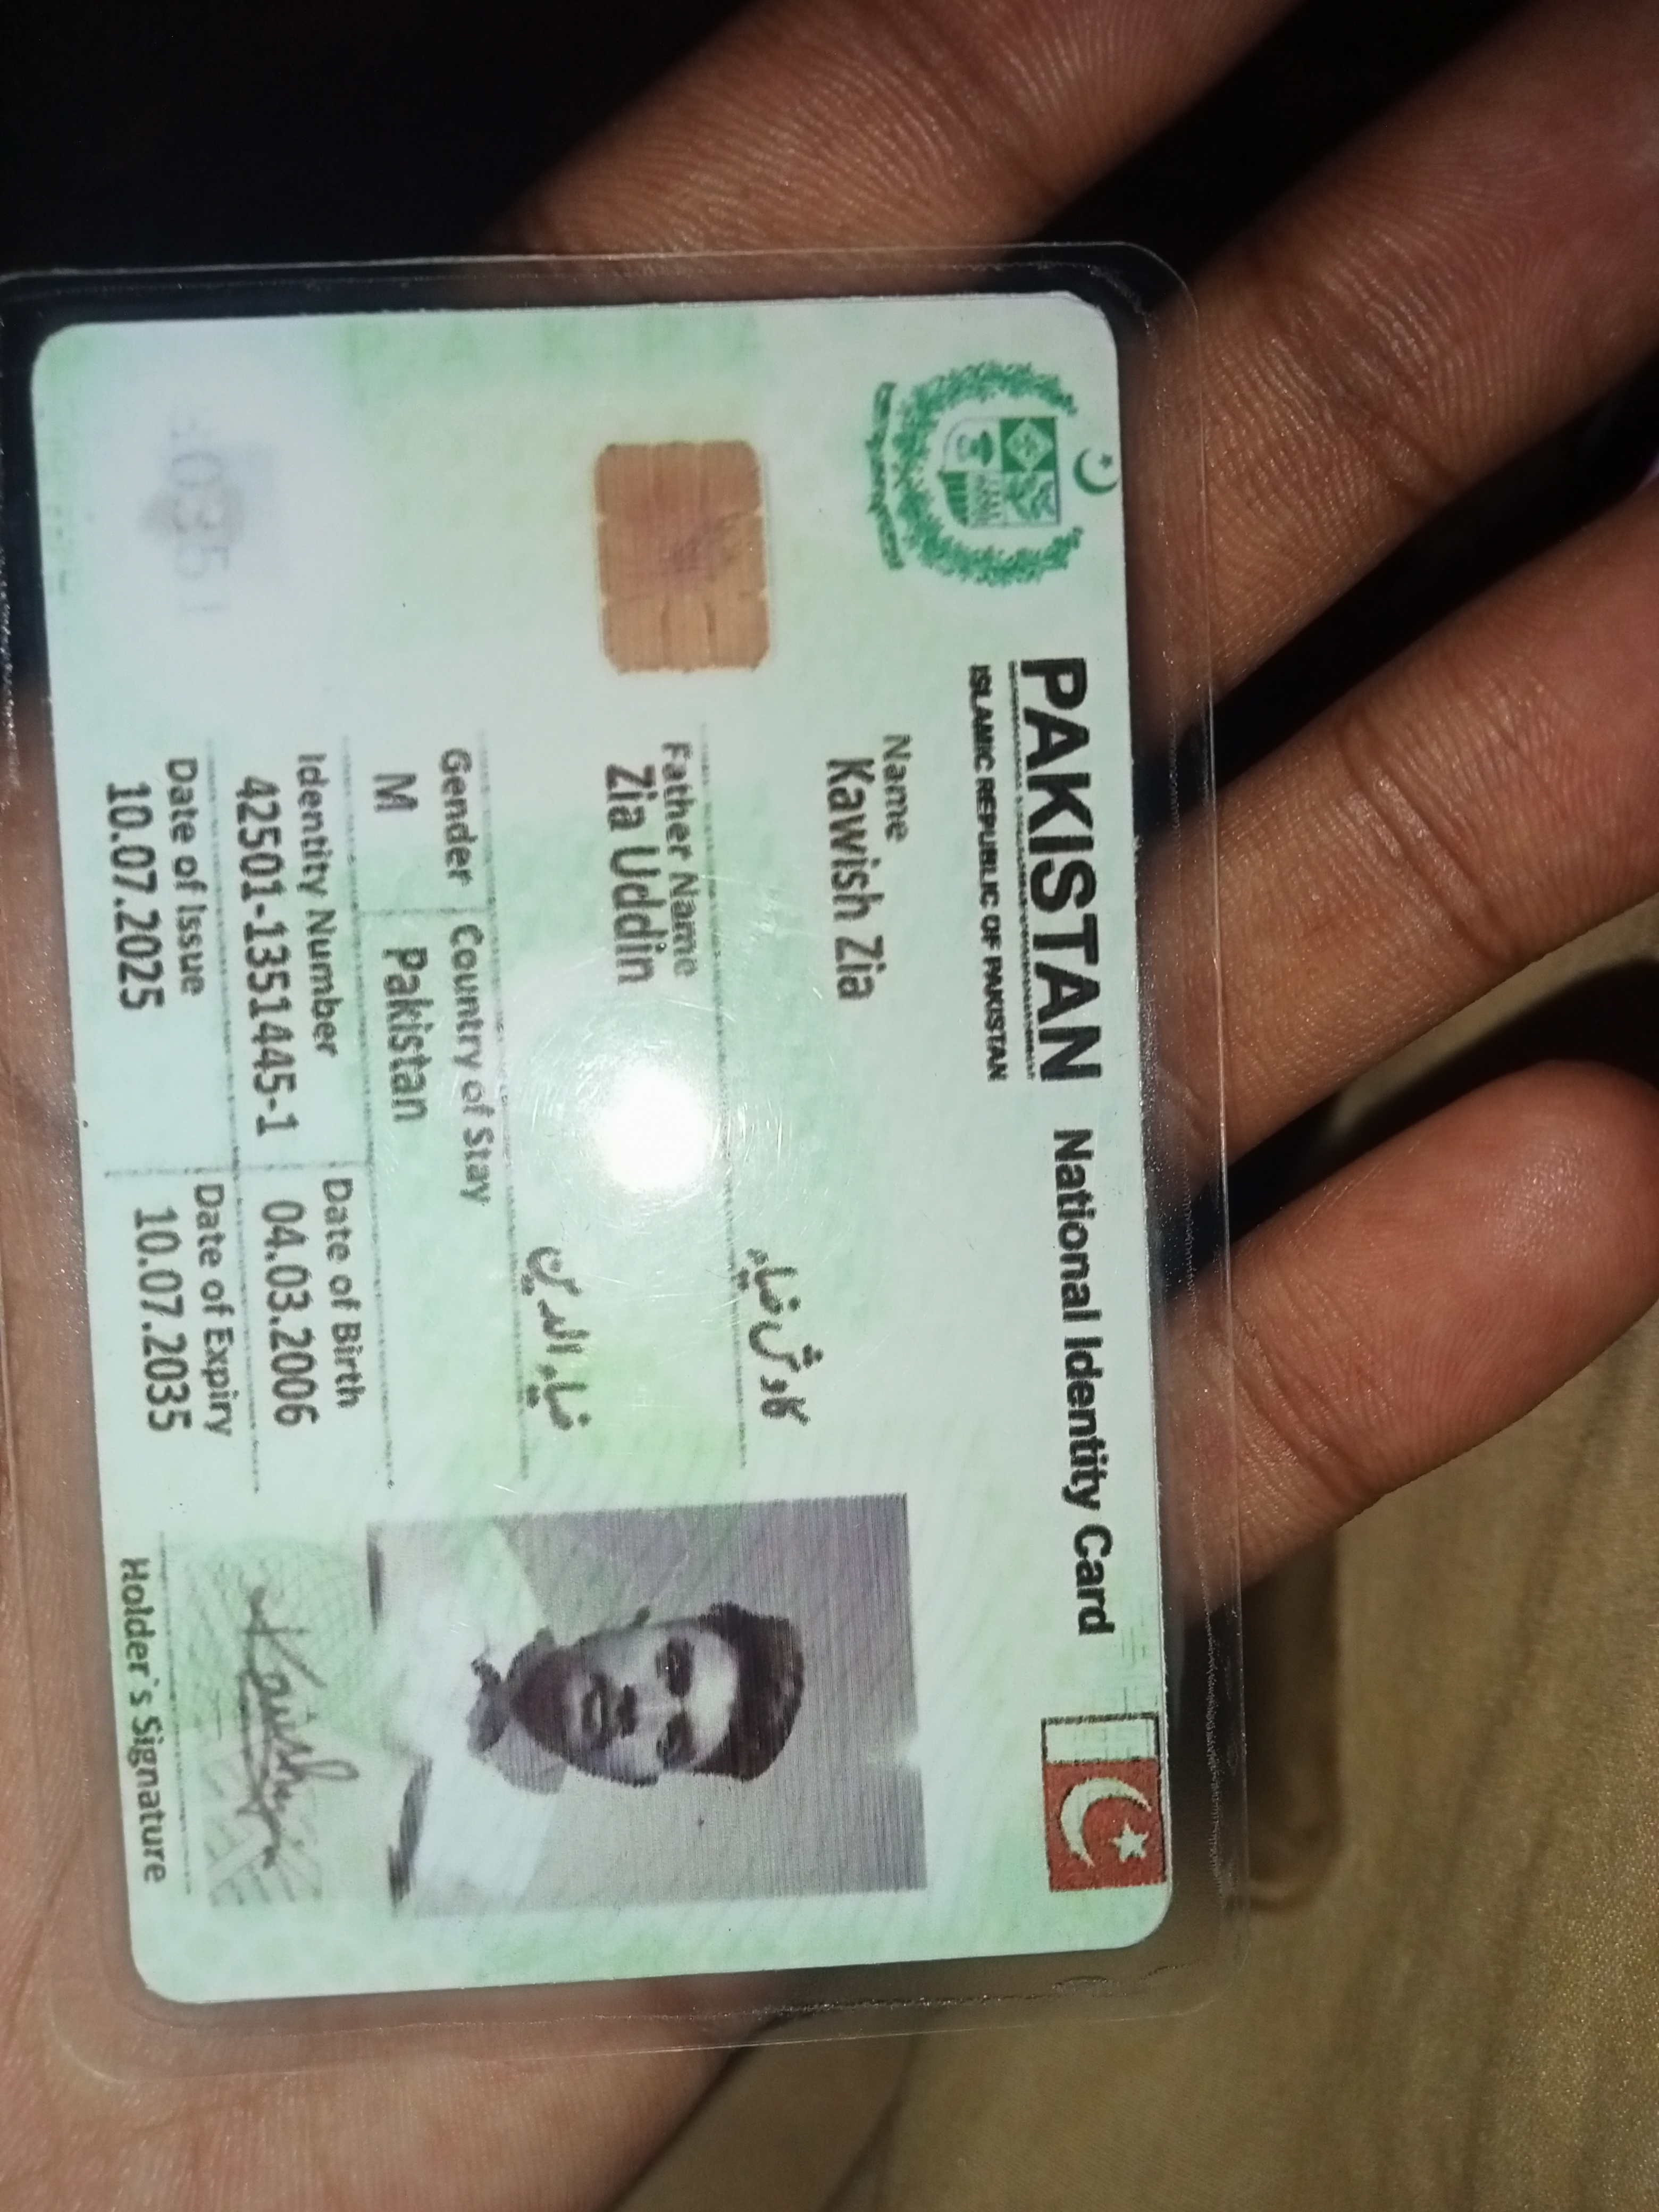 PAKISTAN National Identity Card
ISLAMIC REPUBLIC OF PAKISTAN
Name
Kawish Zia
کاوش ضیاء
Father Name
Zia Uddin
ضیاء الدین
Gender Country of Stay
M Pakistan
Identity Number Date of Birth
42501-1351445-1 04.03.2006
Date of Issue Date of Expiry
10.07.2025 10.07.2035
Holder's Signature